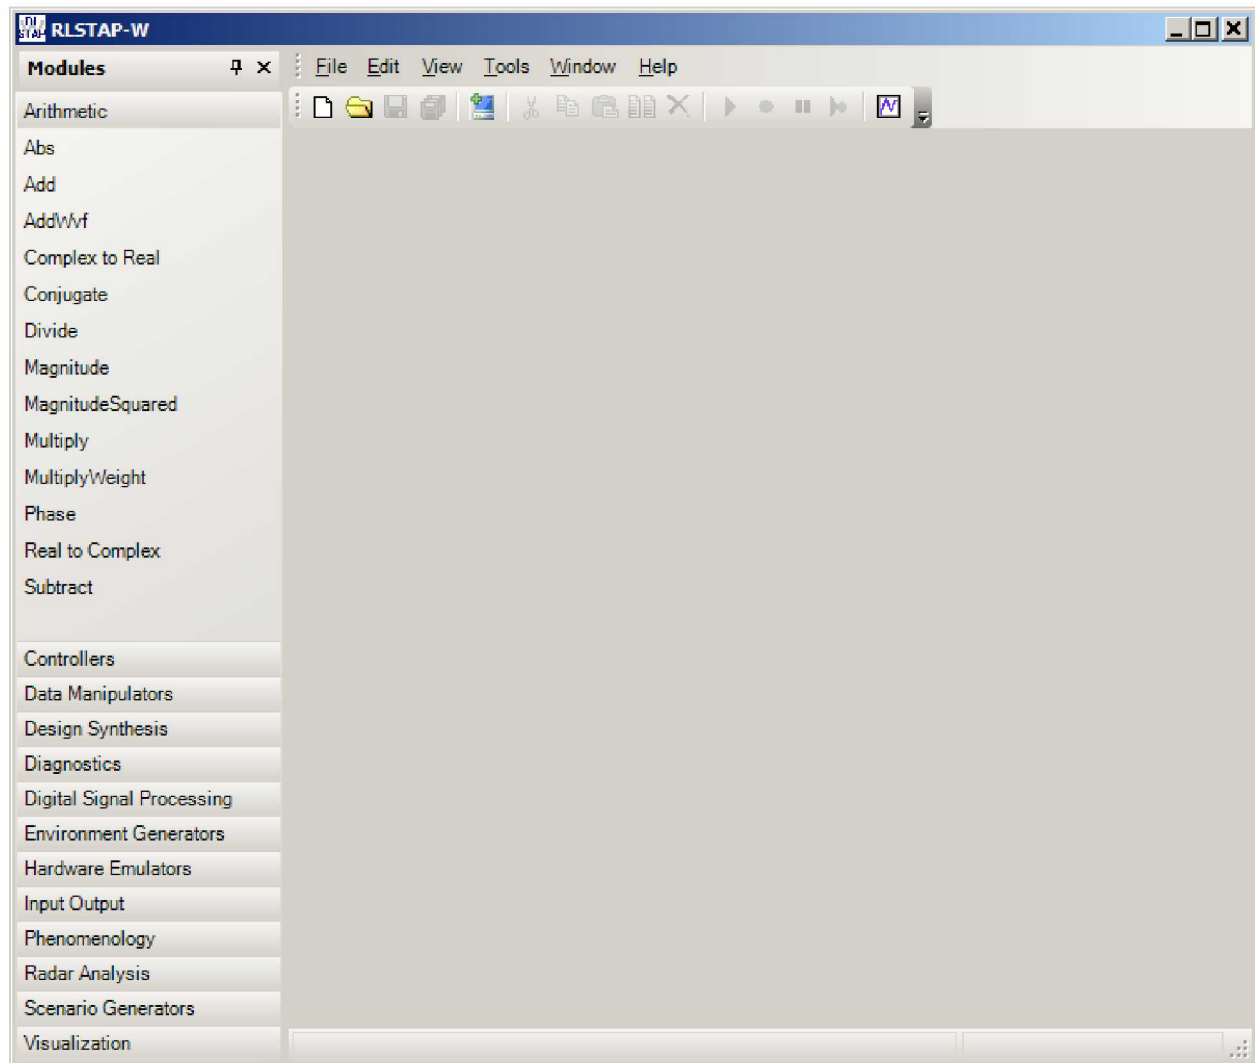 RLSTAP-W
Modules
File Edit View Tools Window Help
Arithmetic
Abs
Add
AddWvf
Complex to Real
Conjugate
Divide
Magnitude
MagnitudeSquared
Multiply
MultiplyWeight
Phase
Real to Complex
Subtract
Controllers
Data Manipulators
Design Synthesis
Diagnostics
Digital Signal Processing
Environment Generators
Hardware Emulators
Input Output
Phenomenology
Radar Analysis
Scenario Generators
Visualization